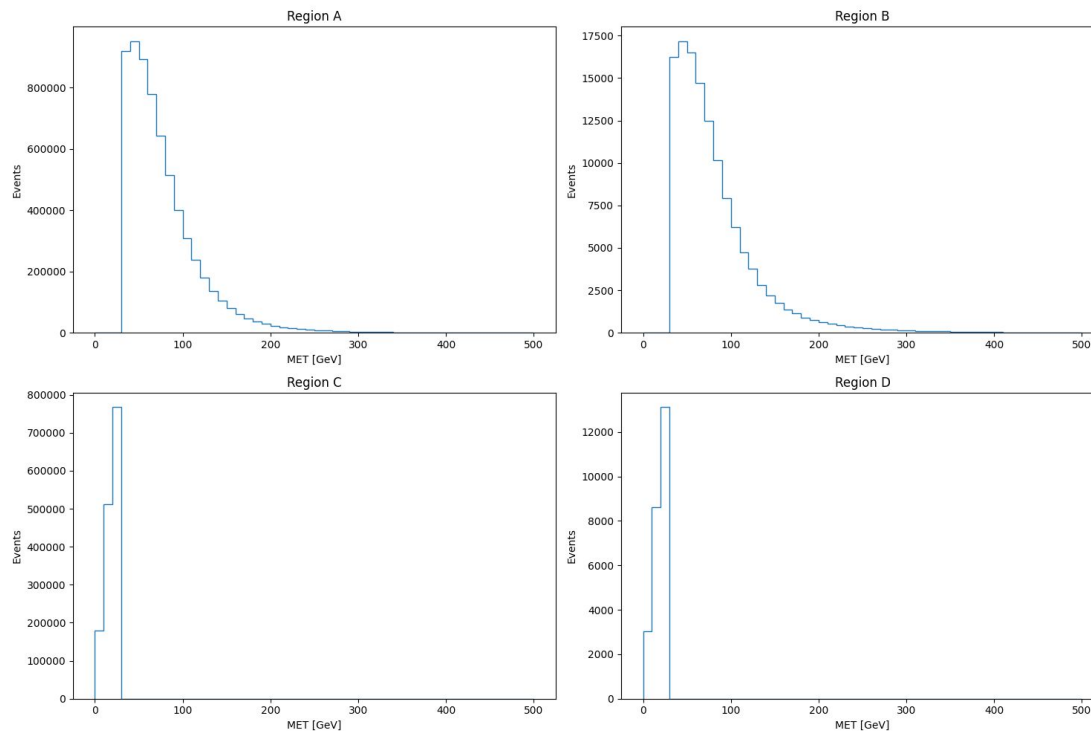 Region A
800000
600000
400000
200000
0
Events
0 100 200 300 400 500
MET [GeV]
Region B
17500
15000
12500
10000
7500
5000
2500
0
Events
0 100 200 300 400 500
MET [GeV]
Region C
800000
700000
600000
500000
400000
300000
200000
100000
0
Events
0 100 200 300 400 500
MET [GeV]
Region D
12000
10000
8000
6000
4000
2000
0
Events
0 100 200 300 400 500
MET [GeV]